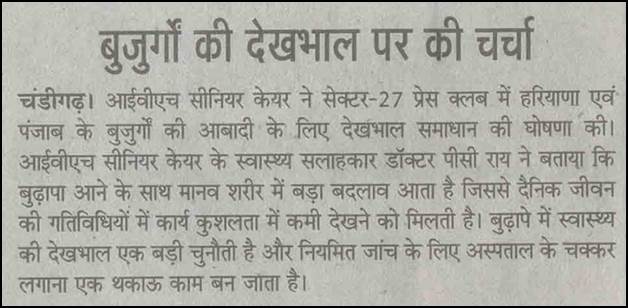 बुजुर्गों की देखभाल पर की चर्चा
चंडीगढ़। आईवीएच सीनियर केयर ने सेक्टर-27 प्रेस क्लब में हरियाणा एवं
पंजाब के बुजुर्गों की आबादी के लिए देखभाल समाधान की घोषणा की।
आईवीएच सीनियर केयर के स्वास्थ्य सलाहकार डॉक्टर पीसी राय ने बताया कि
बुढ़ापा आने के साथ मानव शरीर में बड़ा बदलाव आता है जिससे दैनिक जीवन
की गतिविधियों में कार्य कुशलता में कमी देखने को मिलती है। बुढ़ापे में स्वास्थ्य
की देखभाल एक बड़ी चुनौती है और नियमित जांच के लिए अस्पताल के चक्कर
लगाना एक थकाऊ काम बन जाता है।